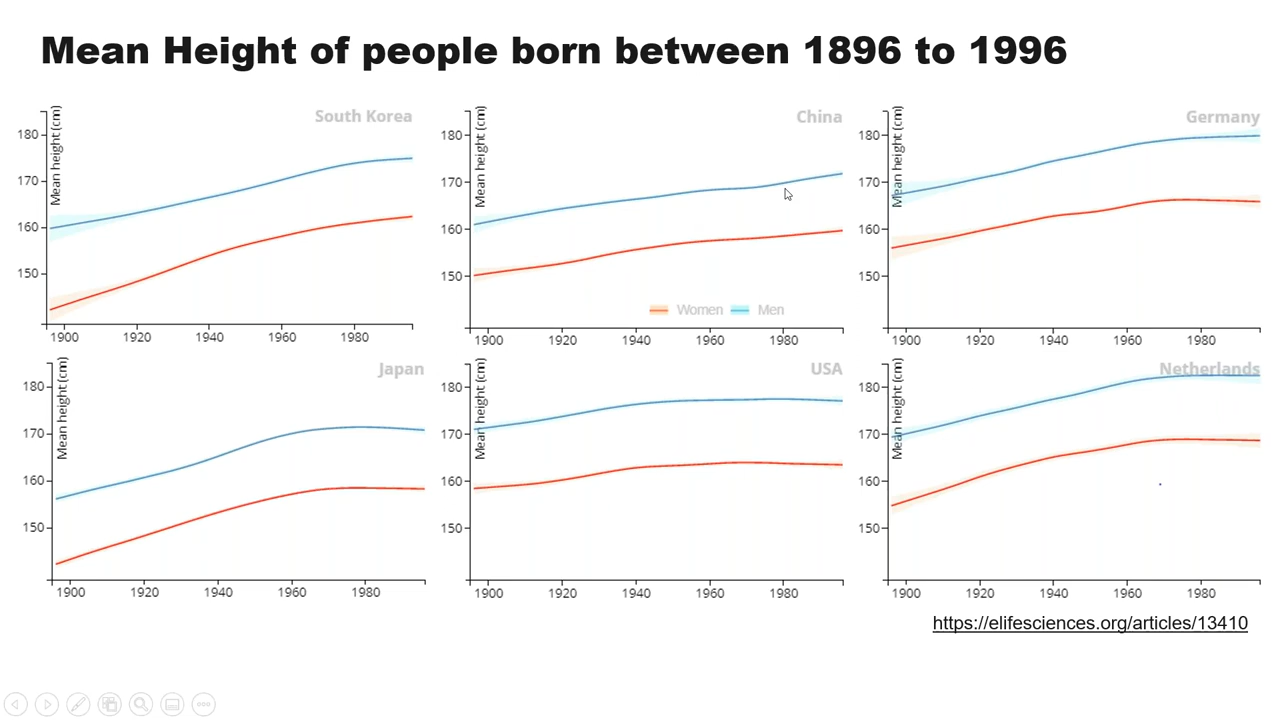 Mean Height of people born between 1896 to 1996
South Korea
Mean height (cm)
180
170
160
150
1900 1920 1940 1960 1980
China
Mean height (cm)
180
170
160
150
Women Men
1900 1920 1940 1960 1980
Germany
Mean height (cm)
180
170
160
150
1900 1920 1940 1960 1980
Japan
Mean height (cm)
180
170
160
150
1900 1920 1940 1960 1980
USA
Mean height (cm)
180
170
160
150
1900 1920 1940 1960 1980
Netherlands
Mean height (cm)
180
170
160
150
1900 1920 1940 1960 1980
https://elifesciences.org/articles/13410